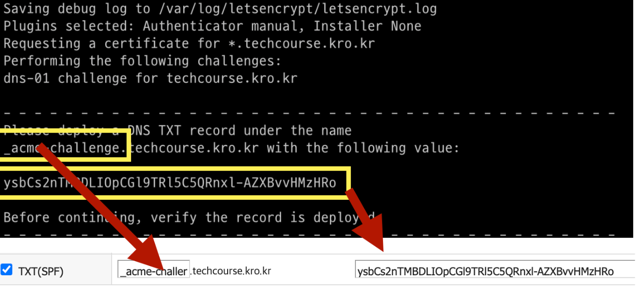 Saving debug log to /var/log/letsencrypt/letsencrypt.log
Plugins selected: Authenticator manual, Installer None
Requesting a certificate for *.techcourse.kro.kr
Performing the following challenges:
dns-01 challenge for techcourse.kro.kr
- - - - - - - - - - - - - - - - - - - - - - - - - - - - - - - - - - - - - - - -
Please deploy a DNS TXT record under the name
_acme-challenge.techcourse.kro.kr with the following value:
ysbCs2nTMBDLIOpCGl9TRl5C5QRnxl-AZXBvvHMzHRo
Before continuing, verify the record is deployed
- - - - - - - - - - - - - - - - - - - - - - - - - - - - - - - - - - - - - - - -
TXT(SPF) _acme-challer .techcourse.kro.kr ysbCs2nTMBDLIOpCGl9TRl5C5QRnxl-AZXBvvHMzHRo